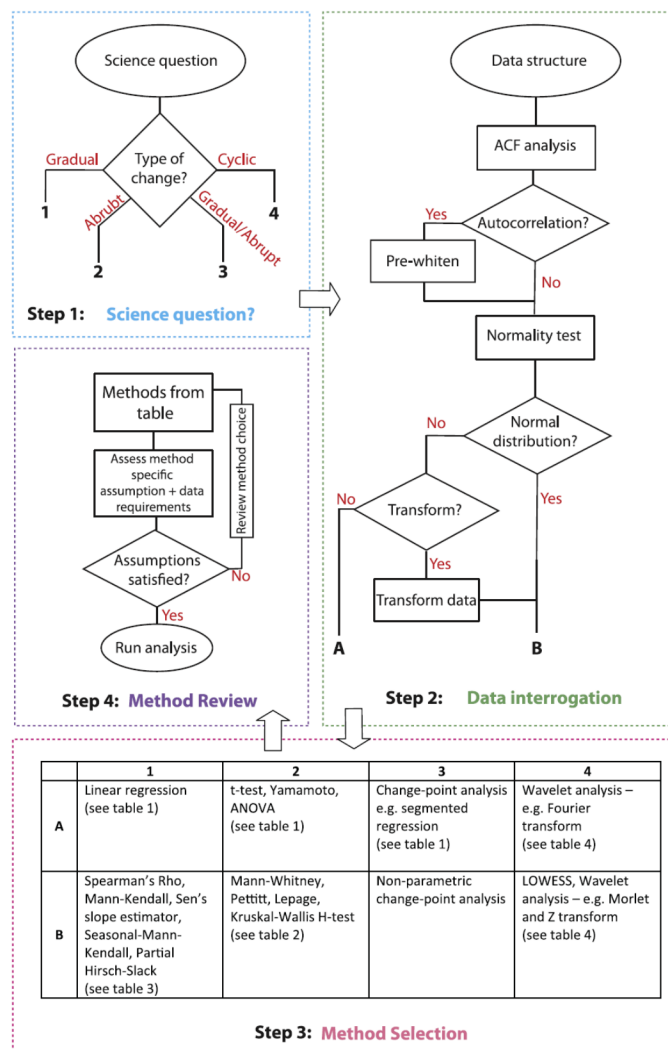 Science question
Type of
change?
Gradual
Cyclic
Abrubt
Gradual/Abrupt
1
2
3
4
Step 1: Science question?
Data structure
ACF analysis
Autocorrelation?
Yes
Pre-whiten
No
Normality test
Normal
distribution?
No
Yes
Transform?
No
Yes
Transform data
A
B
Step 2: Data interrogation
Methods from
table
Assess method
specific
assumption + data
requirements
Review method choice
Assumptions
satisfied?
No
Yes
Run analysis
Step 4: Method Review
1
2
3
4
A
Linear regression
(see table 1)
t-test, Yamamoto,
ANOVA
(see table 1)
Change-point analysis
e.g. segmented
regression
(see table 1)
Wavelet analysis –
e.g. Fourier
transform
(see table 4)
B
Spearman's Rho,
Mann-Kendall, Sen's
slope estimator,
Seasonal-Mann-
Kendall, Partial
Hirsch-Slack
(see table 3)
Mann-Whitney,
Pettitt, Lepage,
Kruskal-Wallis H-test
(see table 2)
Non-parametric
change-point analysis
LOWESS, Wavelet
analysis – e.g. Morlet
and Z transform
(see table 4)
Step 3: Method Selection